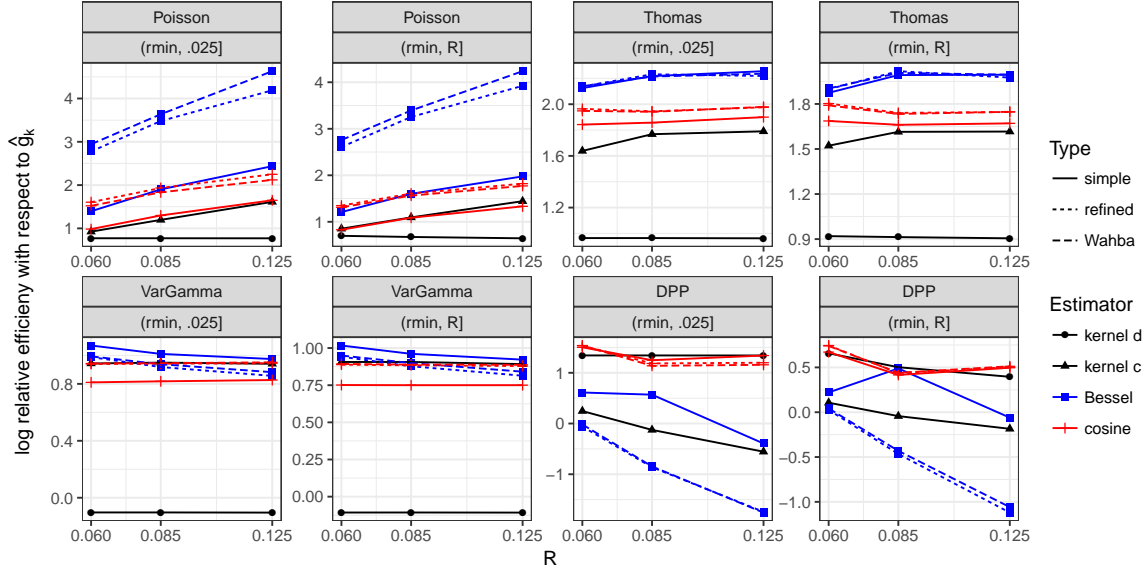 Poisson
Poisson
Thomas
Thomas
(rmin, .025]
(rmin, R]
(rmin, .025]
(rmin, R]
4
3
2
1
0.060 0.085 0.125
4
3
2
1
0.060 0.085 0.125
2.0
1.6
1.2
0.060 0.085 0.125
1.8
1.5
1.2
0.9
0.060 0.085 0.125
VarGamma
VarGamma
DPP
DPP
(rmin, .025]
(rmin, R]
(rmin, .025]
(rmin, R]
0.8
0.4
0.0
0.060 0.085 0.125
1.00
0.75
0.50
0.25
0.00
0.060 0.085 0.125
1
0
−1
0.060 0.085 0.125
0.5
0.0
−0.5
−1.0
0.060 0.085 0.125
R
log relative efficieny with respect to ĝk
Type
simple
refined
Wahba
Estimator
kernel d
kernel c
Bessel
cosine